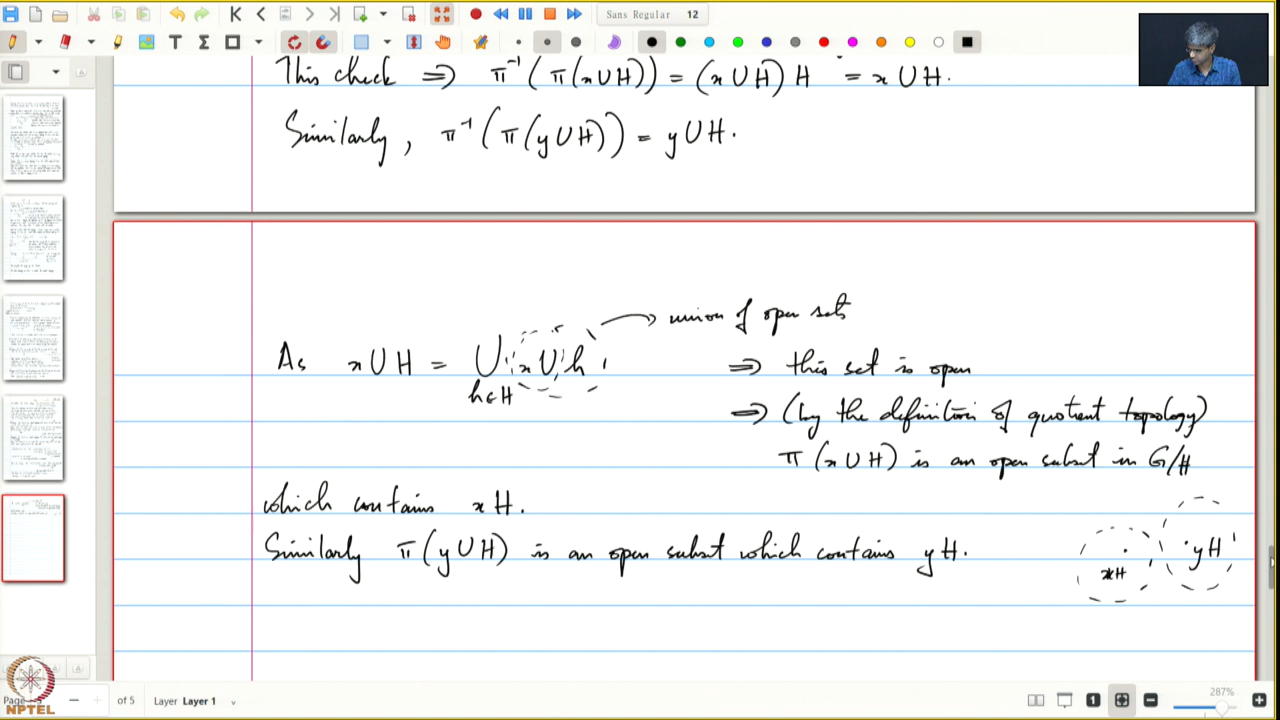 Sans Regular 12
This check ⇒ π⁻¹(π(xUH)) = (xUH)H = xUH.
Similarly, π⁻¹(π(yUH)) = yUH.
As xUH = ⋃ xUh, → union of open sets
h∈H
⇒ this set is open
⇒ (by the definition of quotient topology)
π(xUH) is an open subset in G/H
which contains xH.
Similarly π(yUH) is an open subset which contains yH.
xH yH
Page 5 of 5 Layer Layer 1 287%
NPTEL